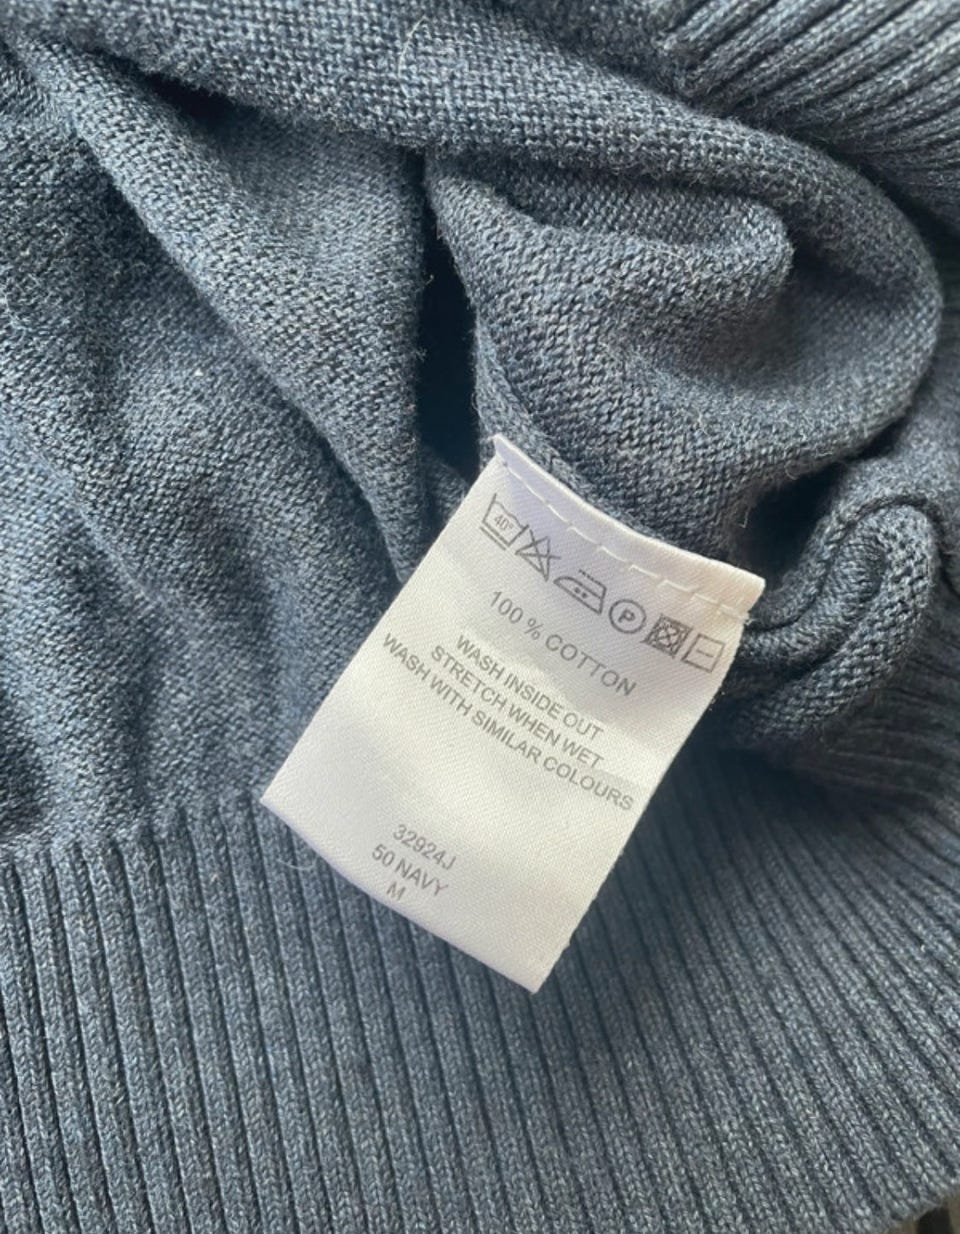 40°
P
100 % COTTON
WASH INSIDE OUT
STRETCH WHEN WET
WASH WITH SIMILAR COLOURS
32924J
50 NAVY
M